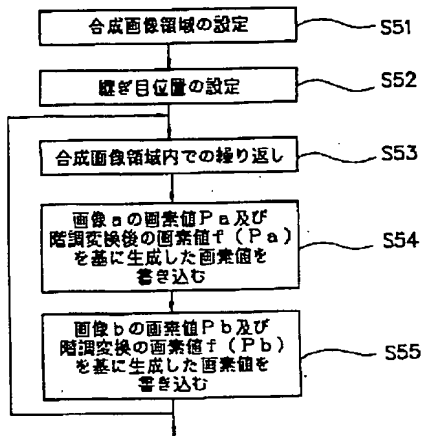 合成画像領域の設定
S51
継ぎ目位置の設定
S52
合成画像領域内での繰り返し
S53
画像aの画素値Pa及び
階調変換後の画素値f(Pa)
を基に生成した画素値を
書き込む
S54
画像bの画素値Pb及び
階調変換の画素値f(Pb)
を基に生成した画素値を
書き込む
S55